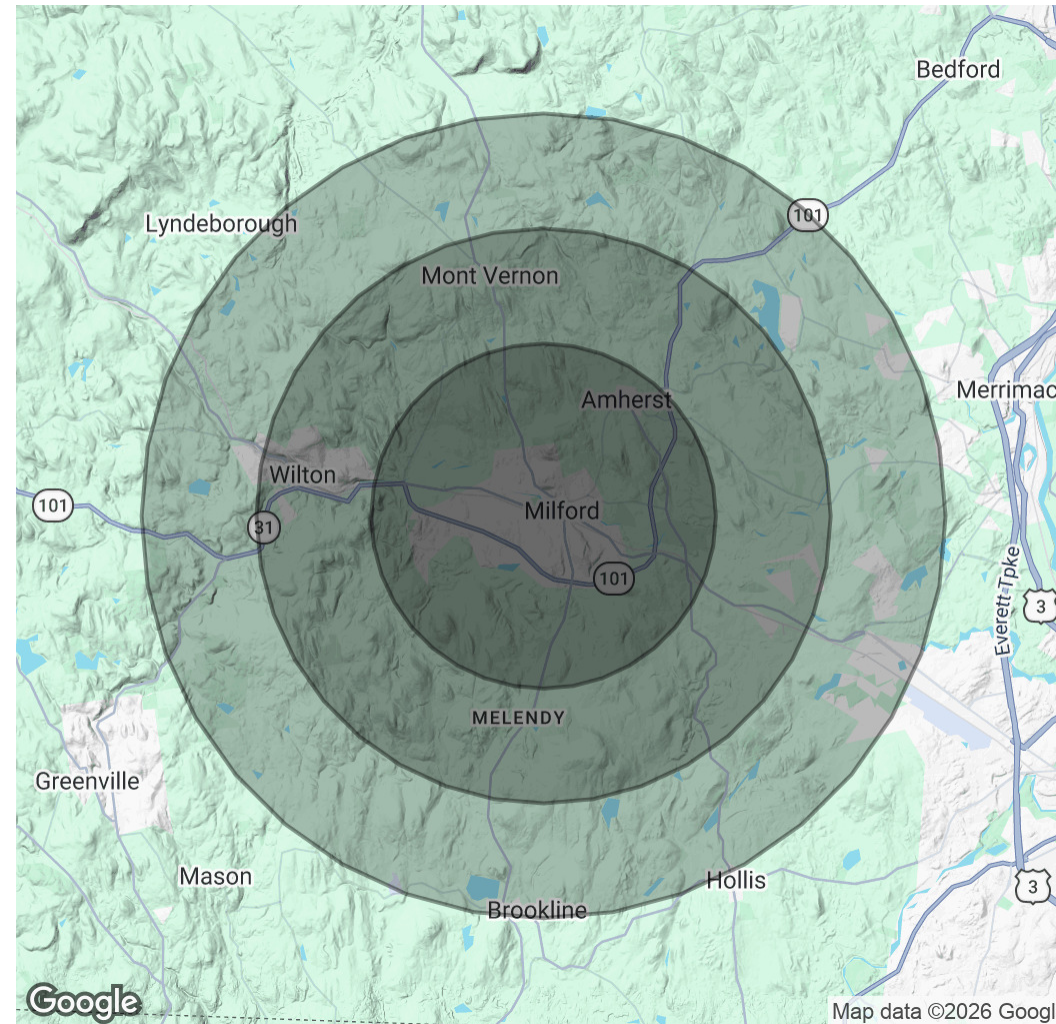 Bedford
101
Lyndeborough
Mont Vernon
Merrimac
Amherst
Wilton
101
Milford
31
101
Everett Tpke
3
MELENDY
Greenville
Mason
Hollis
3
Brookline
Google
Map data ©2026 Googl